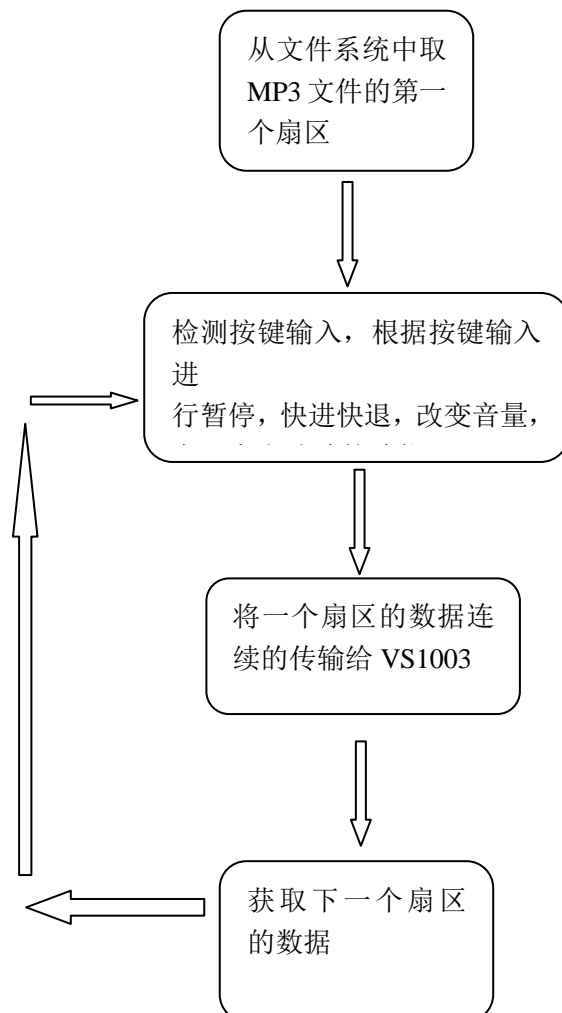 从文件系统中取
MP3 文件的第一
个扇区
检测按键输入，根据按键输入
进
行暂停，快进快退，改变音量，
将一个扇区的数据连
续的传输给 VS1003
获取下一个扇区
的数据